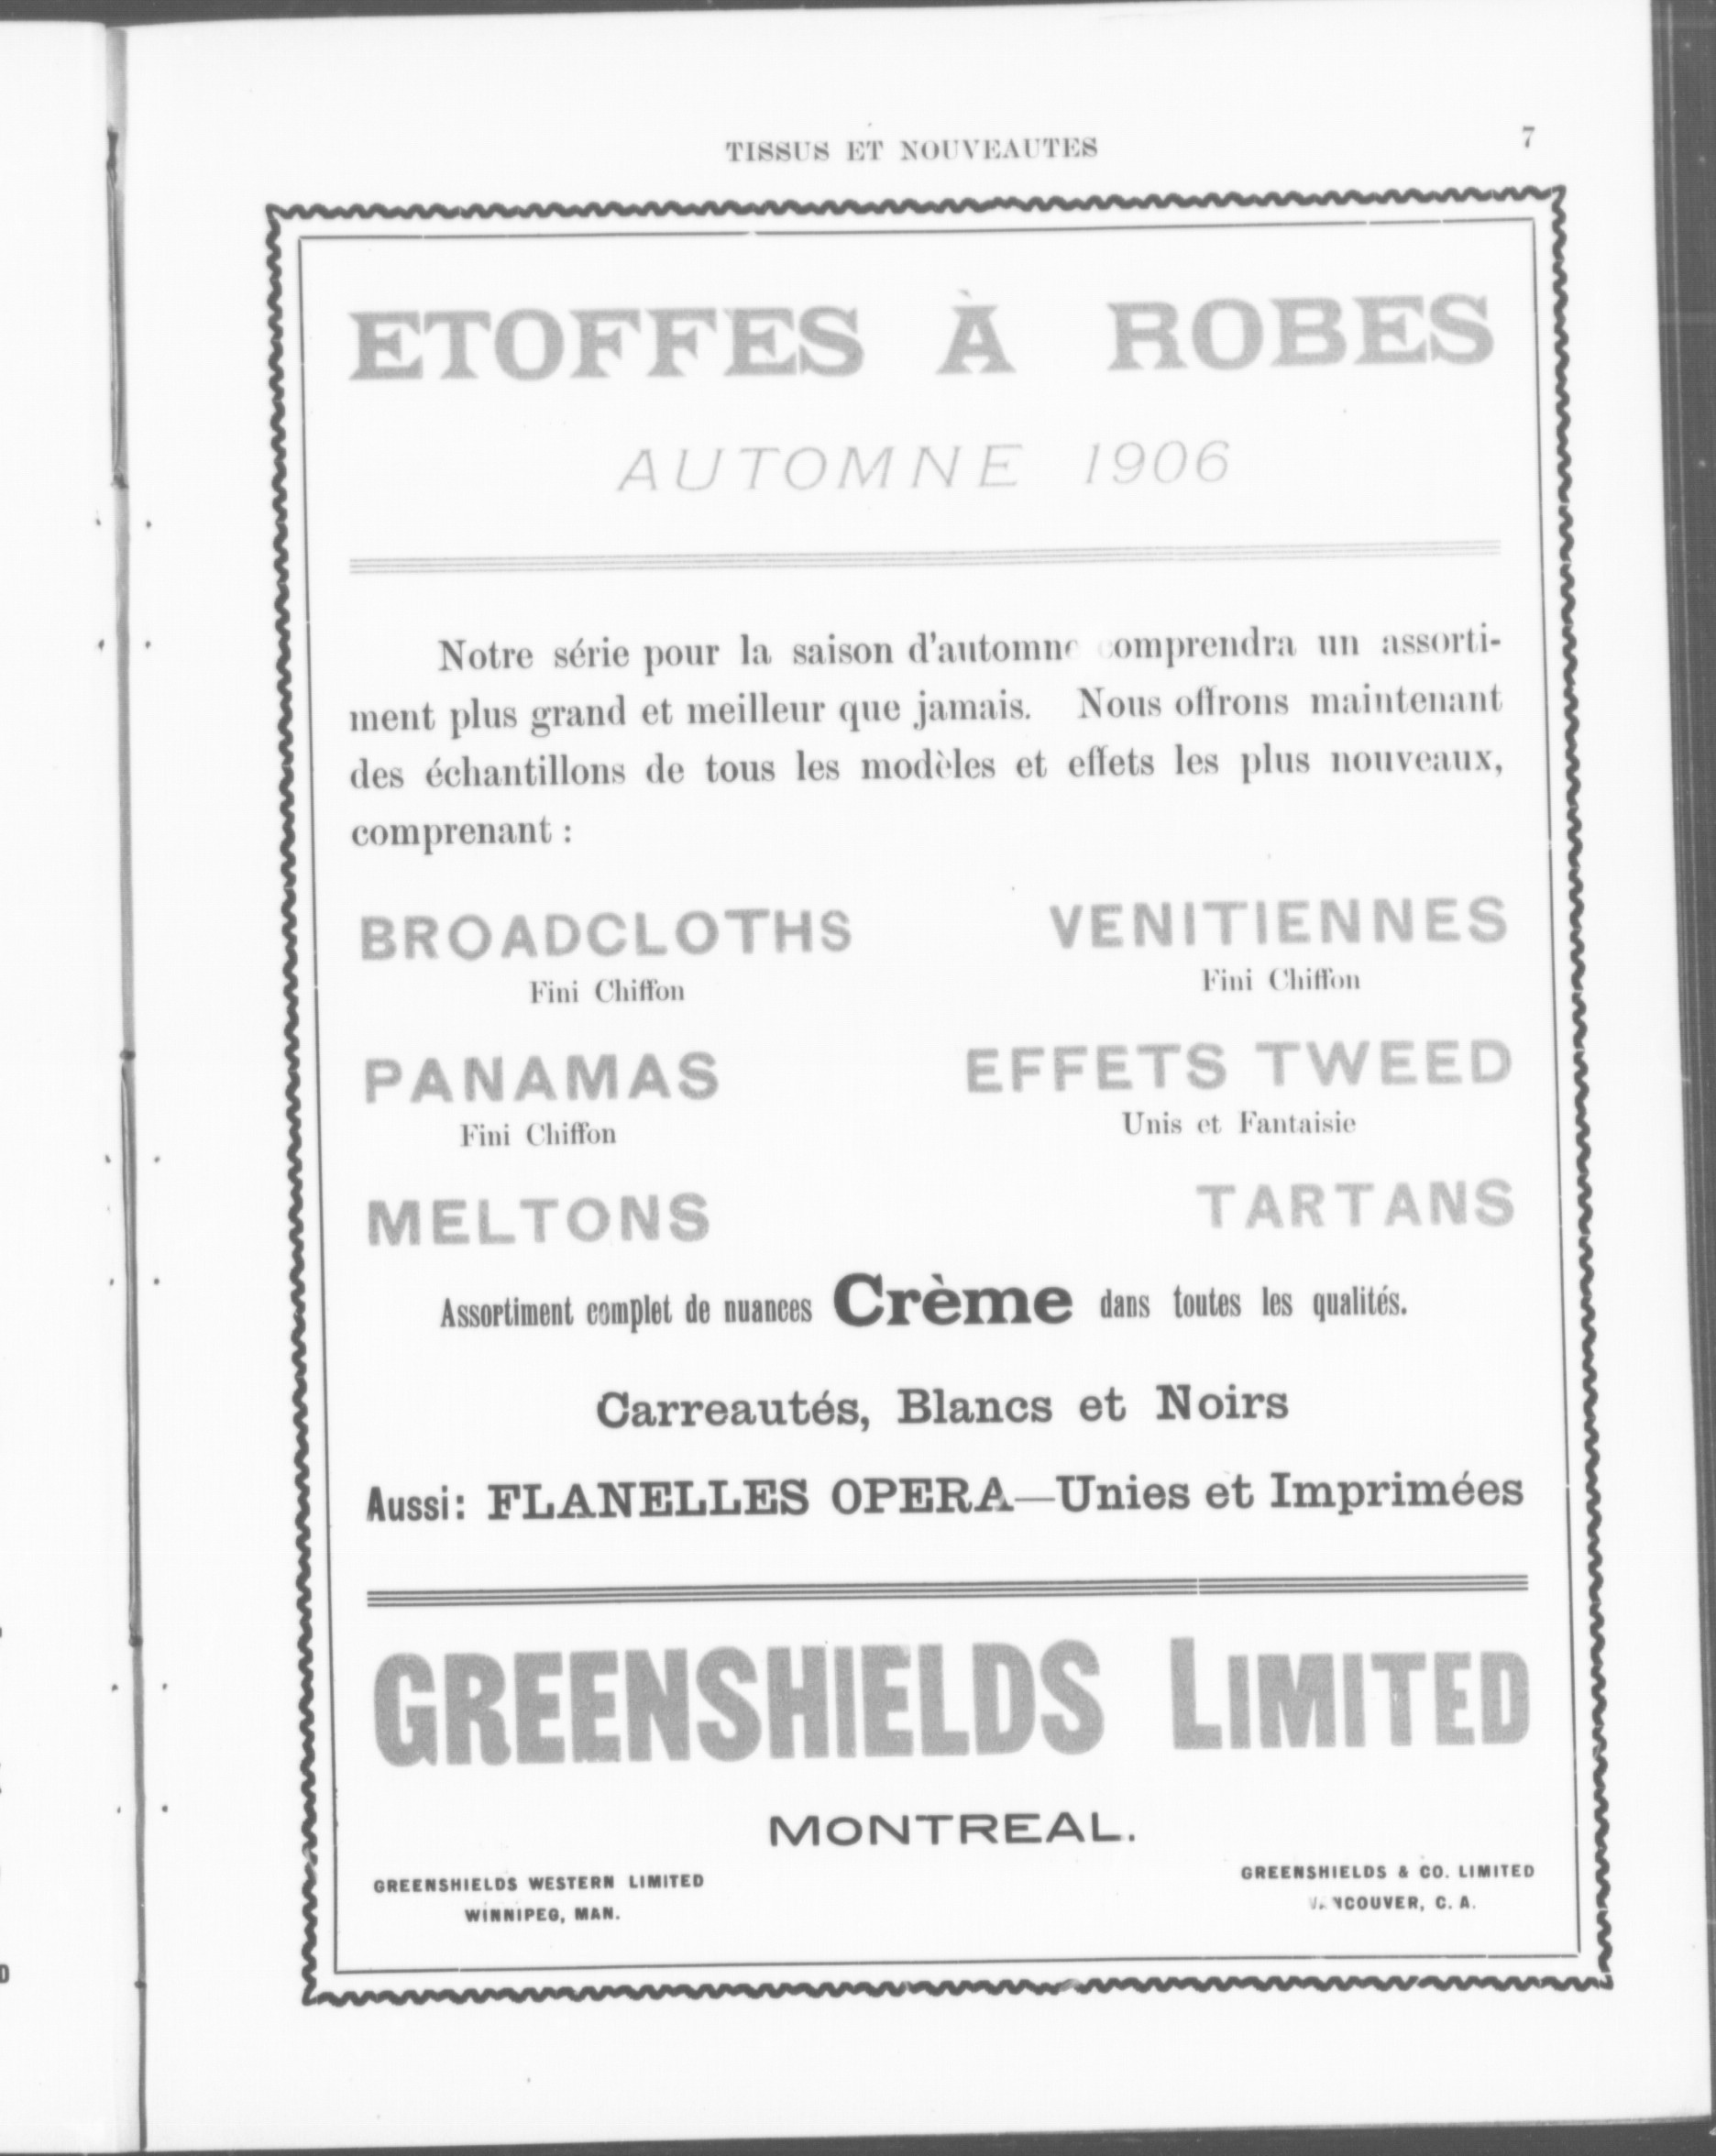 TISSUS ET NOUVEAUTES 7
ETOFFES À ROBES
AUTOMNE 1906
Notre série pour la saison d'automne comprendra un assorti-
ment plus grand et meilleur que jamais. Nous offrons maintenant
des échantillons de tous les modèles et effets les plus nouveaux,
comprenant :
BROADCLOTHS VENITIENNES
Fini Chiffon Fini Chiffon
PANAMAS EFFETS TWEED
Fini Chiffon Unis et Fantaisie
MELTONS TARTANS
Assortiment complet de nuances Crème dans toutes les qualités.
Carreautés, Blancs et Noirs
Aussi: FLANELLES OPERA—Unies et Imprimées
GREENSHIELDS LIMITED
MONTREAL.
GREENSHIELDS WESTERN LIMITED GREENSHIELDS & CO. LIMITED
WINNIPEG, MAN. VANCOUVER, C. A.